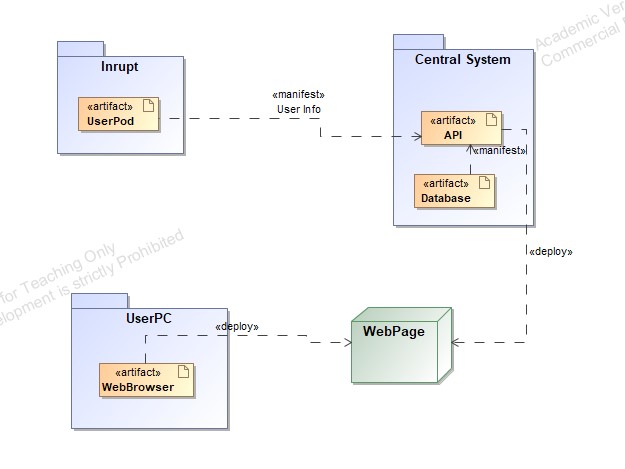 Academic Ver
Commercial
Inrupt
«artifact»
UserPod
«manifest»
User Info
Central System
«artifact»
API
«manifest»
«artifact»
Database
«deploy»
for Teaching Only
elopment is strictly Prohibited
UserPC
«artifact»
WebBrowser
«deploy»
WebPage